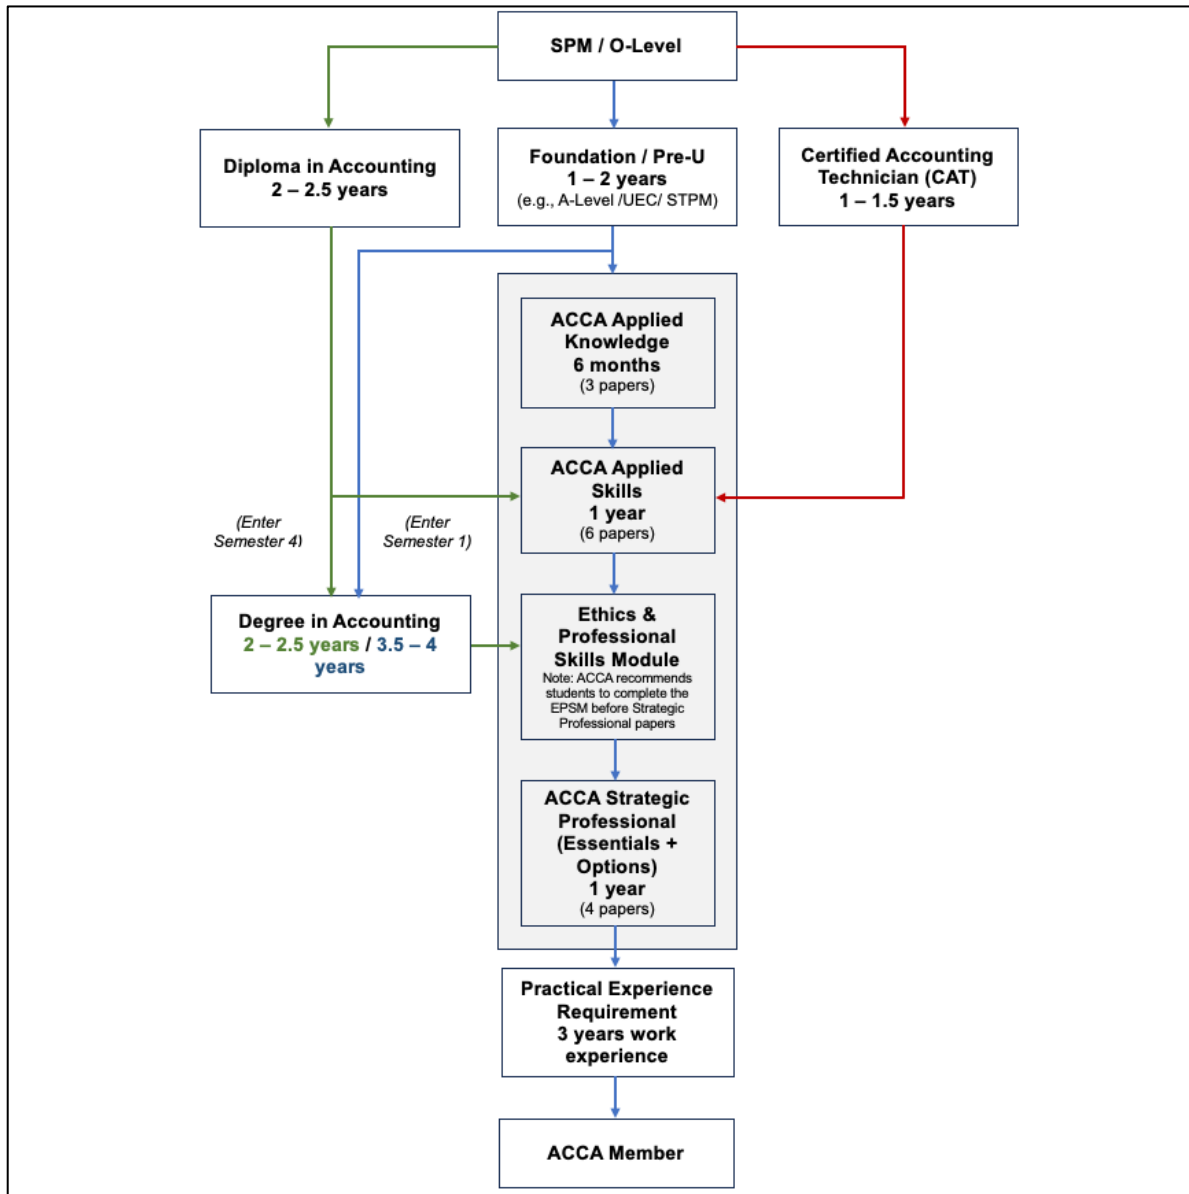 SPM / O-Level
Diploma in Accounting
2 – 2.5 years
Foundation / Pre-U
1 – 2 years
(e.g., A-Level /UEC/ STPM)
Certified Accounting
Technician (CAT)
1 – 1.5 years
ACCA Applied
Knowledge
6 months
(3 papers)
ACCA Applied
Skills
1 year
(6 papers)
(Enter
Semester 4)
(Enter
Semester 1)
Degree in Accounting
2 – 2.5 years / 3.5 – 4
years
Ethics &
Professional
Skills Module
Note: ACCA recommends
students to complete the
EPSM before Strategic
Professional papers
ACCA Strategic
Professional
(Essentials +
Options)
1 year
(4 papers)
Practical Experience
Requirement
3 years work
experience
ACCA Member